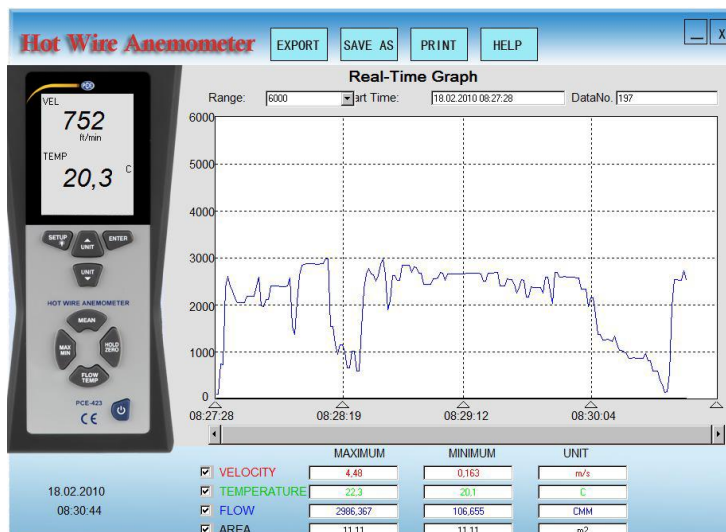 Hot Wire Anemometer
EXPORT
SAVE AS
PRINT
HELP
Real-Time Graph
Range:
6000
art Time:
18.02.2010 08:27:28
DataNo.
197
PCE
VEL
752
ft/min
TEMP
20,3 C
SETUP
UNIT
ENTER
UNIT
HOT WIRE ANEMOMETER
MEAN
MAX
MIN
HOLD
ZERO
FLOW
TEMP
PCE-423
CE
6000
5000
4000
3000
2000
1000
0
08:27:28
08:28:19
08:29:12
08:30:04
MAXIMUM MINIMUM UNIT
VELOCITY 4,48 0,163 m/s
TEMPERATURE 22,3 20,1 C
FLOW 2986,367 106,655 CMM
AREA 11,11 11,11 m2
18.02.2010
08:30:44